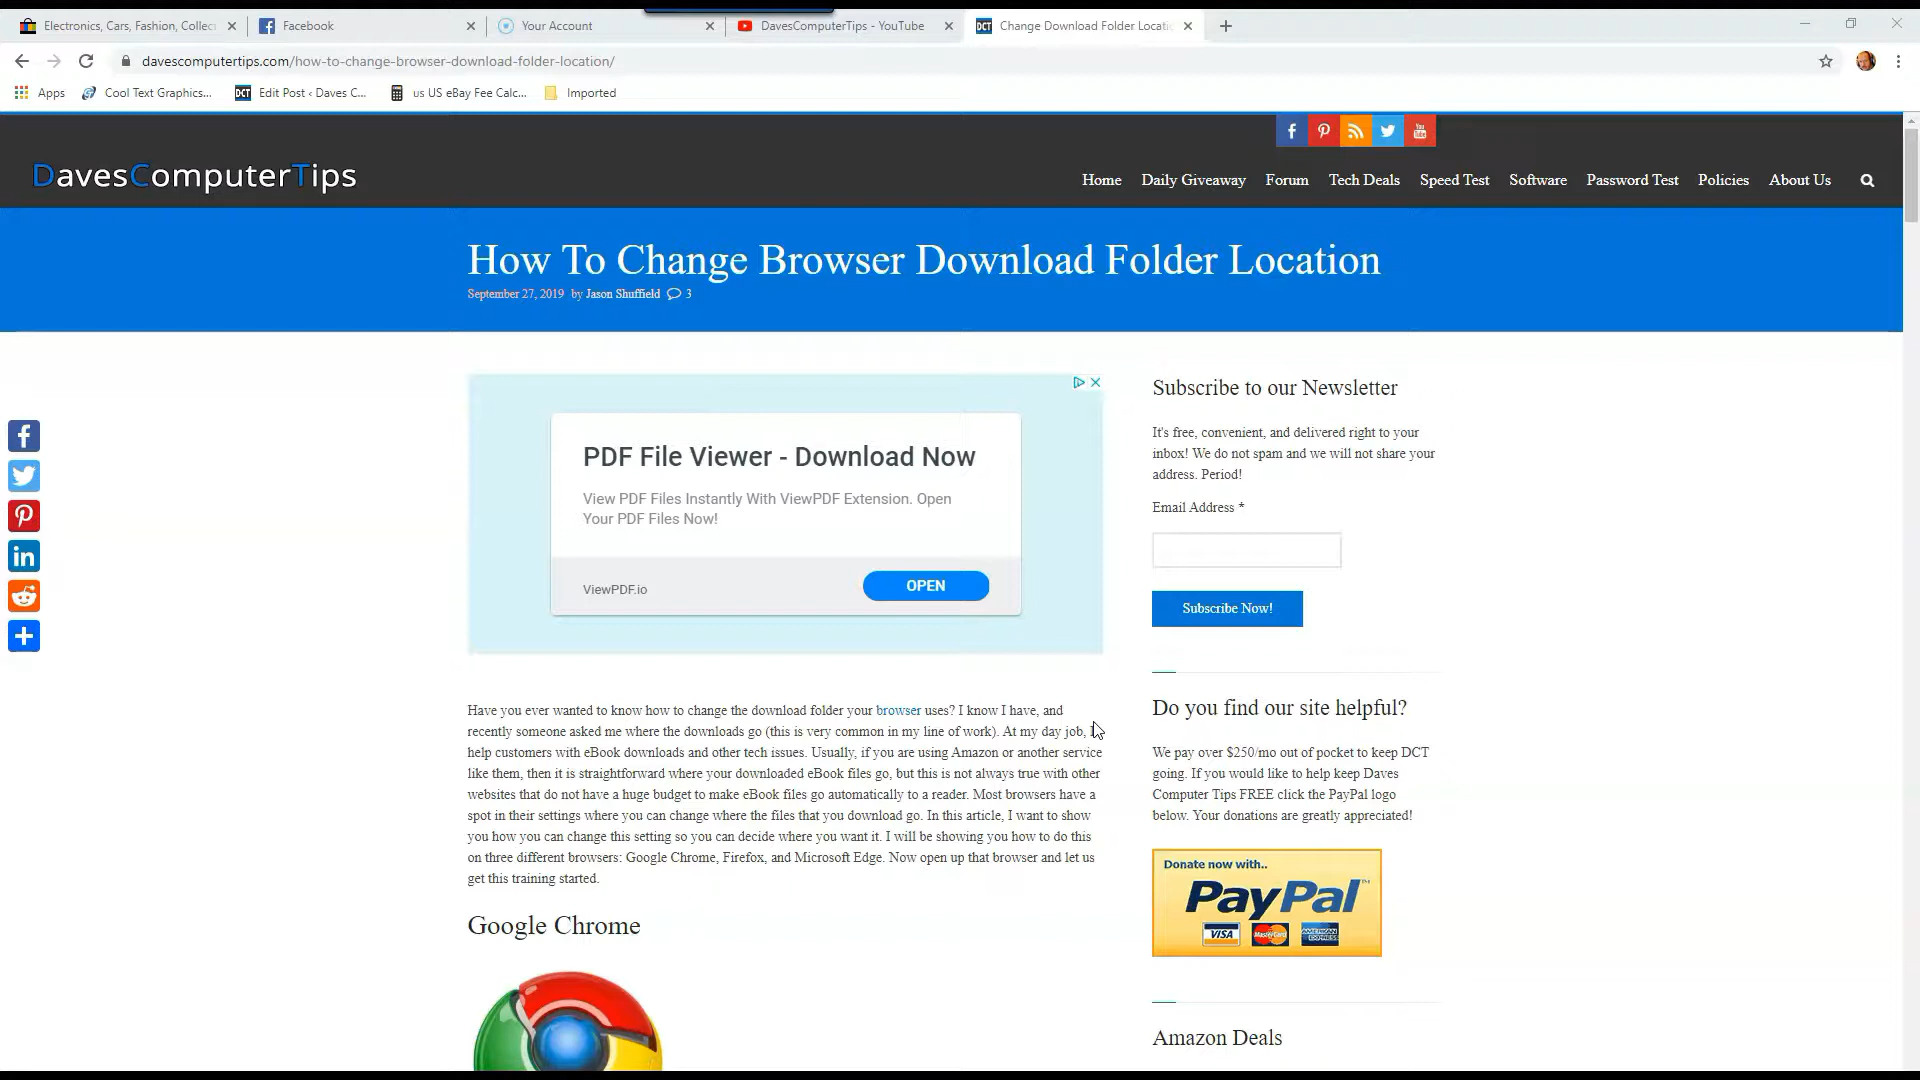 Electronics, Cars, Fashion, Collect
Facebook
Your Account
DavesComputerTips - YouTube
DCT
Change Download Folder Locatio
davescomputertips.com/how-to-change-browser-download-folder-location/
Apps
Cool Text Graphics...
DCT
Edit Post ‹ Daves C...
us US eBay Fee Calc...
Imported
DavesComputerTips
Home
Daily Giveaway
Forum
Tech Deals
Speed Test
Software
Password Test
Policies
About Us
How To Change Browser Download Folder Location
September 27, 2019 by Jason Shuffield 3
PDF File Viewer - Download Now
View PDF Files Instantly With ViewPDF Extension. Open
Your PDF Files Now!
ViewPDF.io
OPEN
Have you ever wanted to know how to change the download folder your browser uses? I know I have, and
recently someone asked me where the downloads go (this is very common in my line of work). At my day job, I
help customers with eBook downloads and other tech issues. Usually, if you are using Amazon or another service
like them, then it is straightforward where your downloaded eBook files go, but this is not always true with other
websites that do not have a huge budget to make eBook files go automatically to a reader. Most browsers have a
spot in their settings where you can change where the files that you download go. In this article, I want to show
you how you can change this setting so you can decide where you want it. I will be showing you how to do this
on three different browsers: Google Chrome, Firefox, and Microsoft Edge. Now open up that browser and let us
get this training started.
Google Chrome
Subscribe to our Newsletter
It's free, convenient, and delivered right to your
inbox! We do not spam and we will not share your
address. Period!
Email Address *
Subscribe Now!
Do you find our site helpful?
We pay over $250/mo out of pocket to keep DCT
going. If you would like to help keep Daves
Computer Tips FREE click the PayPal logo
below. Your donations are greatly appreciated!
Donate now with..
PayPal™
VISA
MasterCard
AMERICAN EXPRESS
Amazon Deals